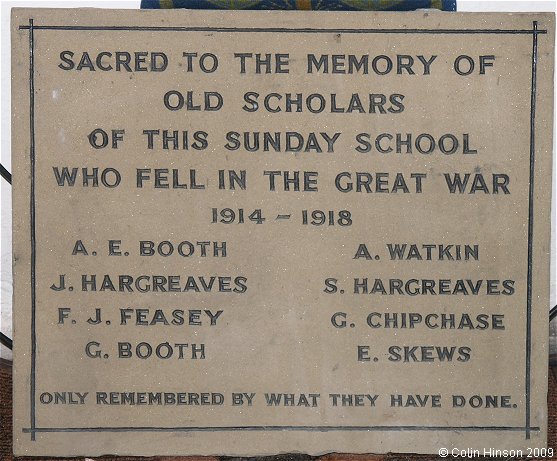 SACRED TO THE MEMORY OF
OLD SCHOLARS
OF THIS SUNDAY SCHOOL
WHO FELL IN THE GREAT WAR
1914 - 1918
A. E. BOOTH A. WATKIN
J. HARGREAVES S. HARGREAVES
F. J. FEASEY G. CHIPCHASE
G. BOOTH E. SKEWS
ONLY REMEMBERED BY WHAT THEY HAVE DONE.
©Colin Hinson 2009